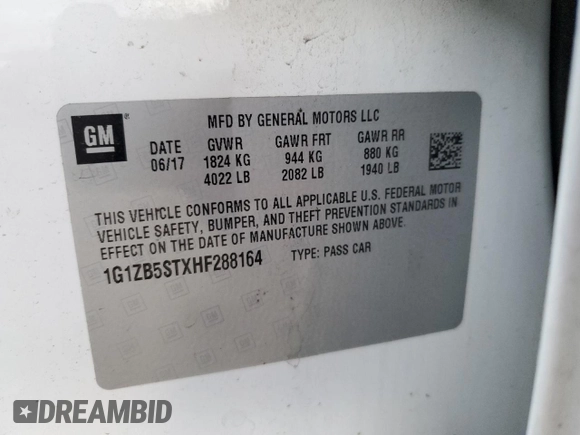 GM
MFD BY GENERAL MOTORS LLC
DATE GVWR GAWR FRT GAWR RR
06/17 1824 KG 944 KG 880 KG
4022 LB 2082 LB 1940 LB
THIS VEHICLE CONFORMS TO ALL APPLICABLE U.S. FEDERAL MOTOR
VEHICLE SAFETY, BUMPER, AND THEFT PREVENTION STANDARDS IN
EFFECT ON THE DATE OF MANUFACTURE SHOWN ABOVE.
1G1ZB5STXHF288164 TYPE: PASS CAR
DREAMBID